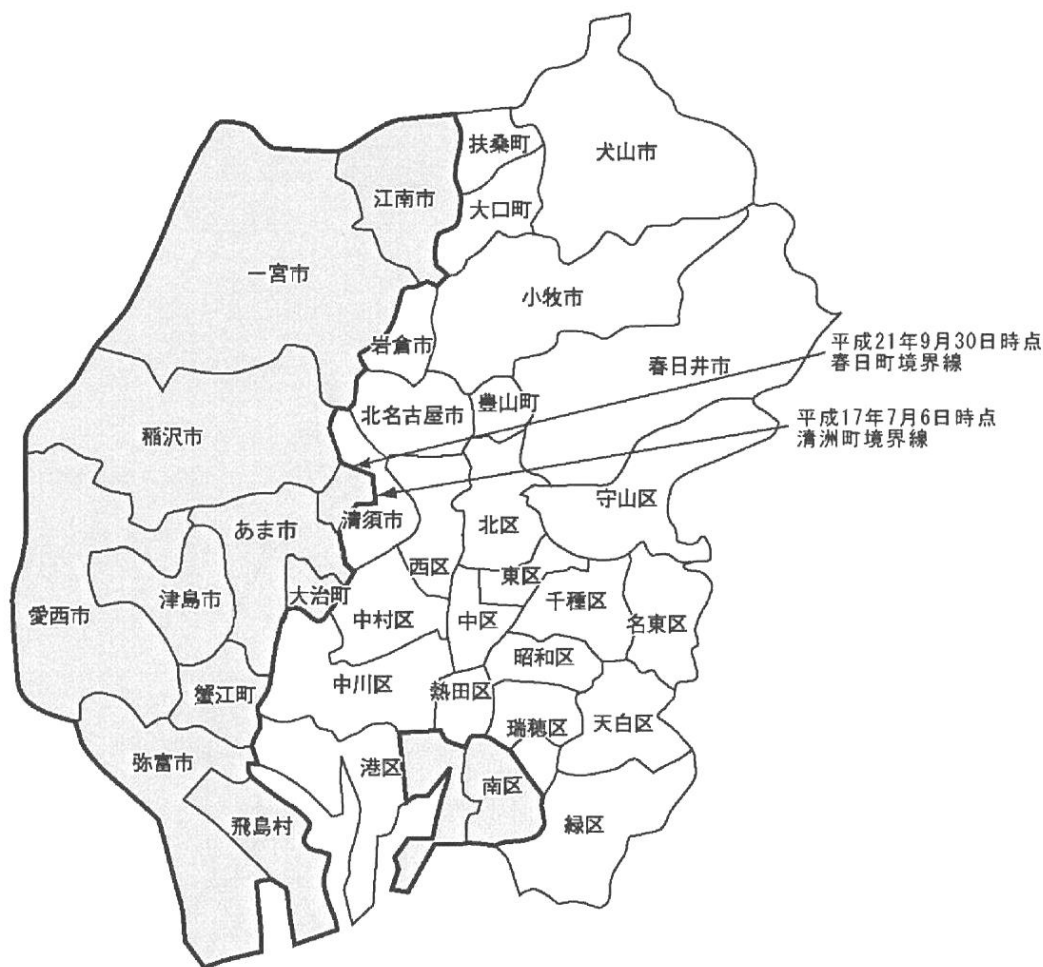 扶桑町
犬山市
江南市
大口町
一宮市
小牧市
岩倉市
平成21年9月30日時点
春日町境界線
春日井市
北名古屋市
豊山町
平成17年7月6日時点
清洲町境界線
稲沢市
守山区
清須市
北区
あま市
西区
東区
大治町
津島市
千種区
愛西市
中村区
中区
名東区
昭和区
中川区
熱田区
蟹江町
瑞穂区
天白区
弥富市
港区
南区
飛島村
緑区